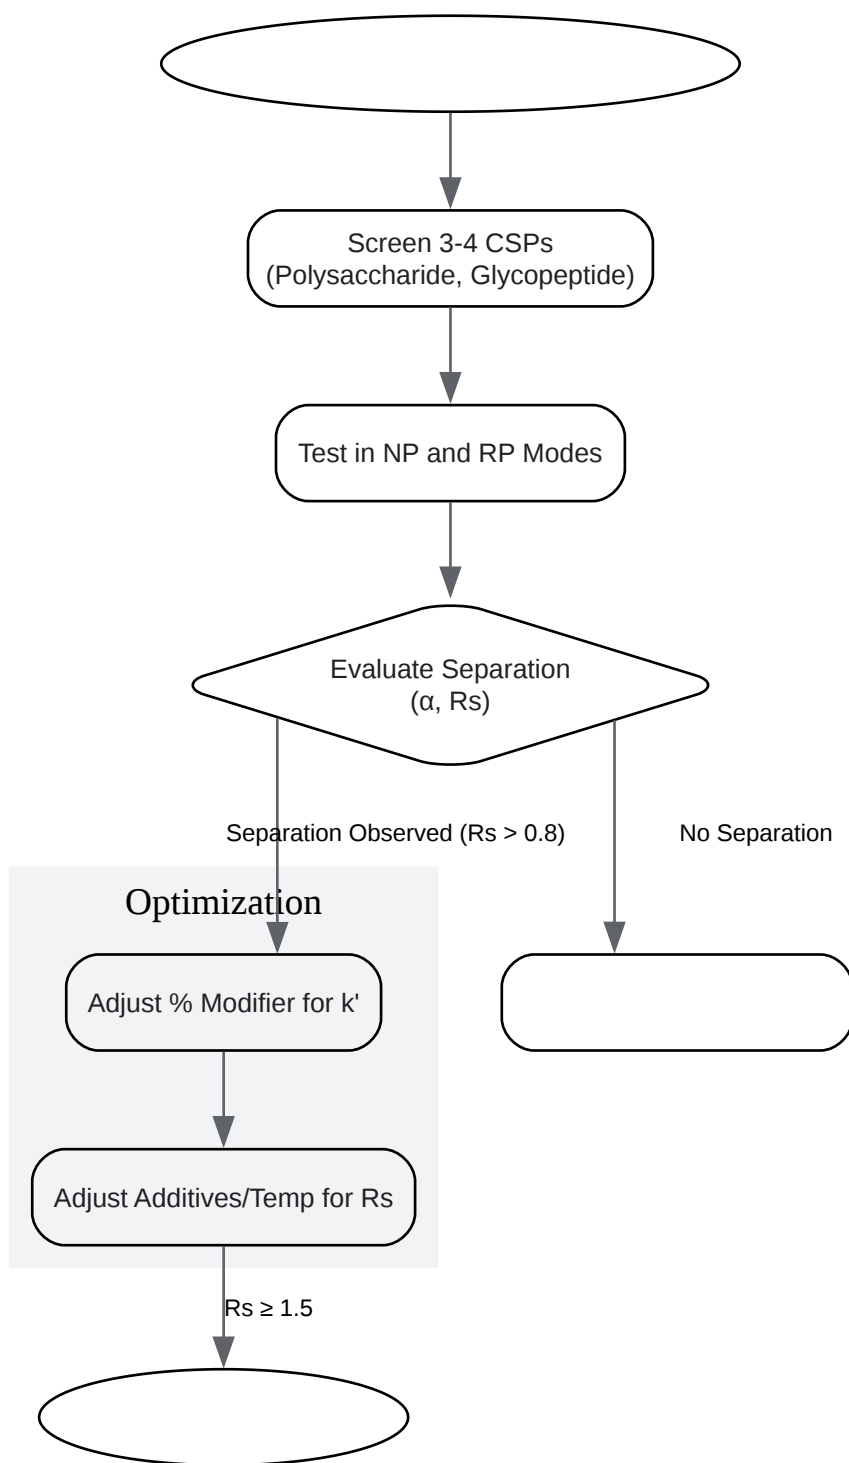 Screen 3-4 CSPs
(Polysaccharide, Glycopeptide)
Test in NP and RP Modes
Evaluate Separation
(α, Rs)
Separation Observed (Rs > 0.8)
No Separation
Optimization
Adjust % Modifier for k'
Adjust Additives/Temp for Rs
Rs ≥ 1.5